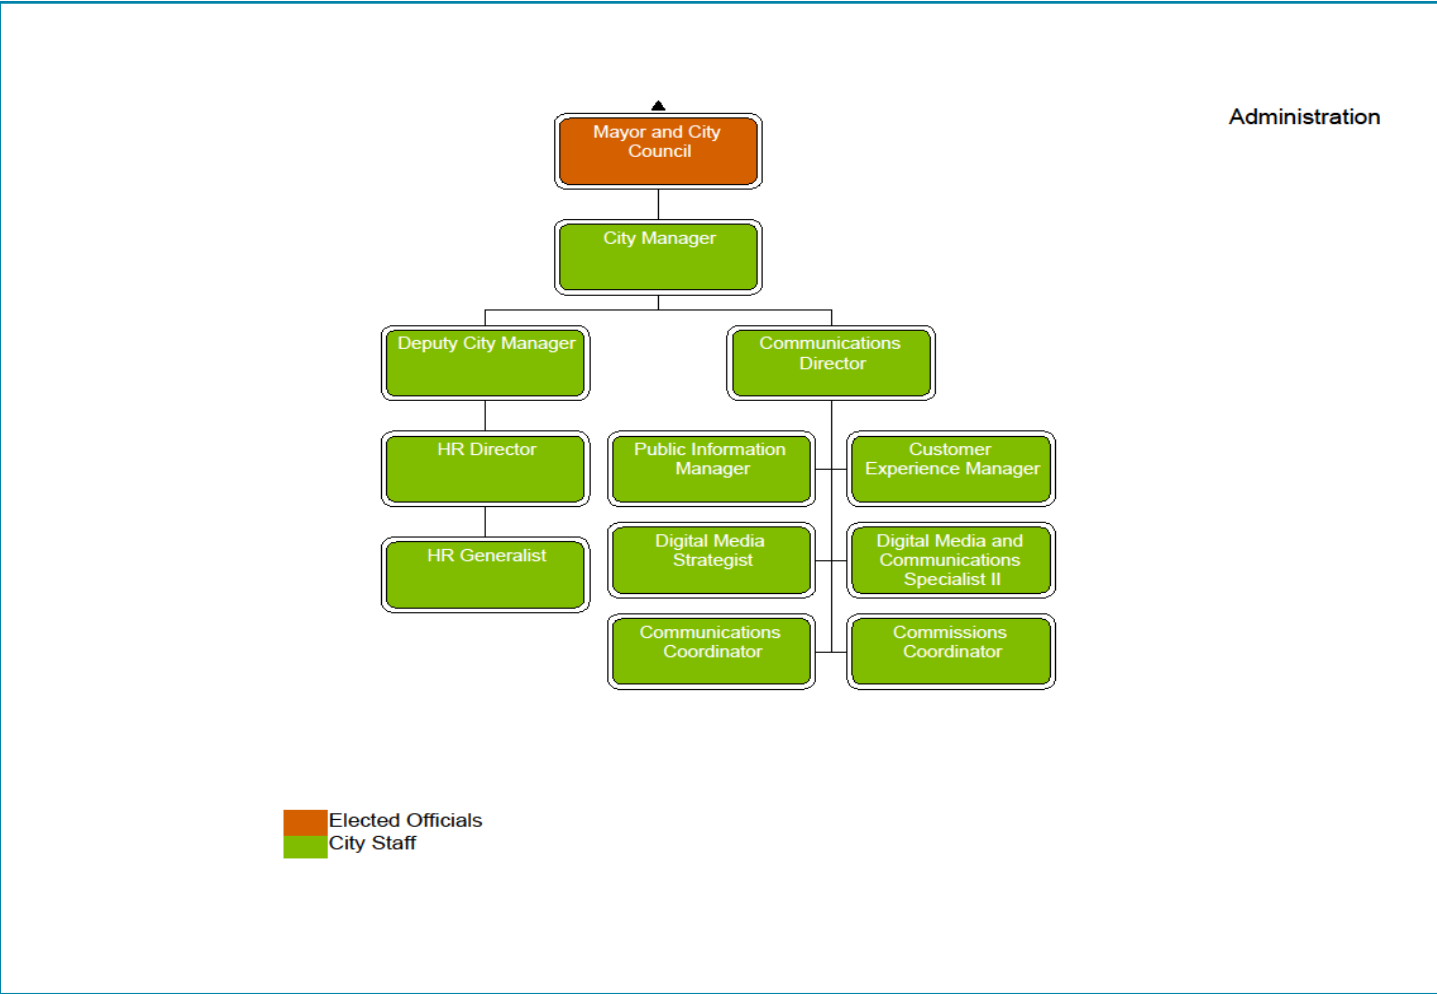 Administration
Mayor and City
Council
City Manager
Deputy City Manager
Communications
Director
HR Director
Public Information
Manager
Customer
Experience Manager
HR Generalist
Digital Media
Strategist
Digital Media and
Communications
Specialist II
Communications
Coordinator
Commissions
Coordinator
Elected Officials
City Staff